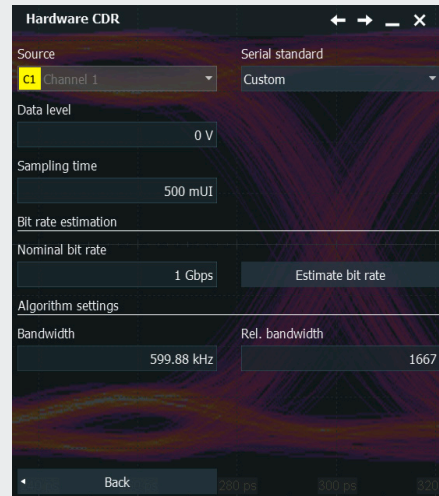 Hardware CDR
Source
Serial standard
C1 Channel 1
Custom
Data level
0 V
Sampling time
500 mUI
Bit rate estimation
Nominal bit rate
1 Gbps
Estimate bit rate
Algorithm settings
Bandwidth
Rel. bandwidth
599.88 kHz
1667
Back
280 ps
300 ps
320